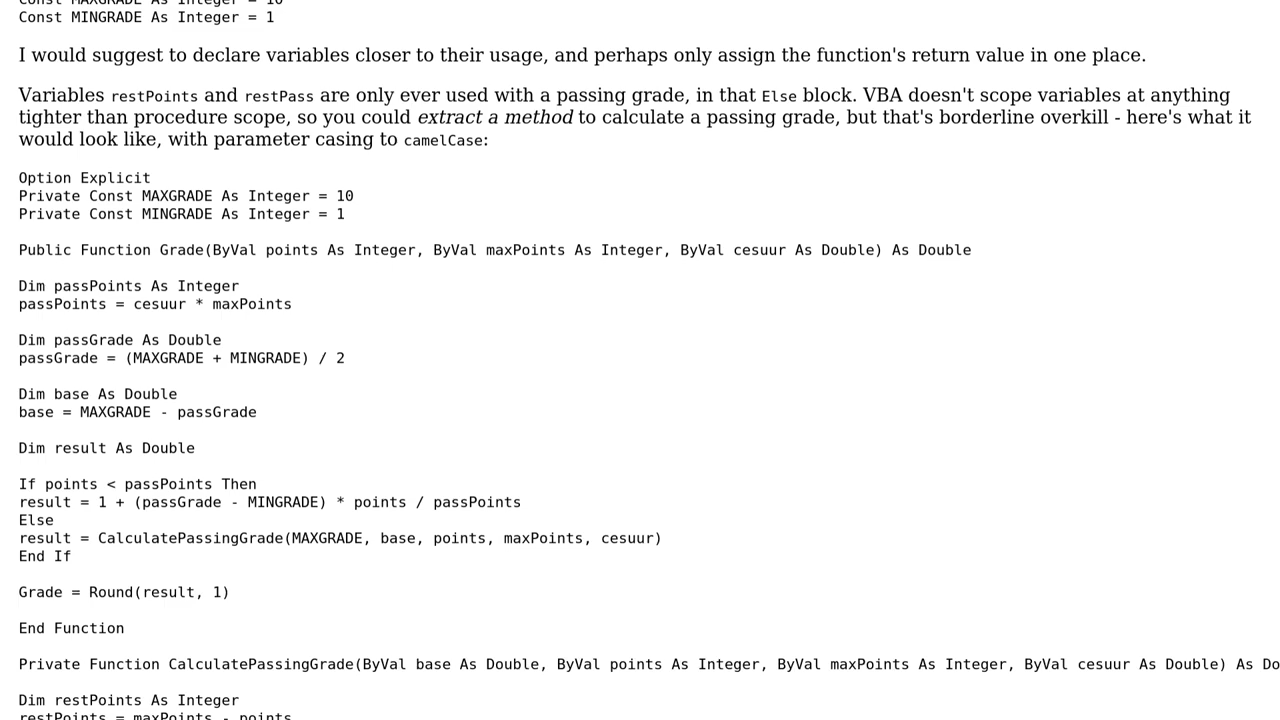 Const MAXGRADE As Integer = 10
Const MINGRADE As Integer = 1
I would suggest to declare variables closer to their usage, and perhaps only assign the function's return value in one place.
Variables restPoints and restPass are only ever used with a passing grade, in that Else block. VBA doesn't scope variables at anything
tighter than procedure scope, so you could extract a method to calculate a passing grade, but that's borderline overkill - here's what it
would look like, with parameter casing to camelCase:
Option Explicit
Private Const MAXGRADE As Integer = 10
Private Const MINGRADE As Integer = 1
Public Function Grade(ByVal points As Integer, ByVal maxPoints As Integer, ByVal cesuur As Double) As Double
Dim passPoints As Integer
passPoints = cesuur * maxPoints
Dim passGrade As Double
passGrade = (MAXGRADE + MINGRADE) / 2
Dim base As Double
base = MAXGRADE - passGrade
Dim result As Double
If points < passPoints Then
result = 1 + (passGrade - MINGRADE) * points / passPoints
Else
result = CalculatePassingGrade(MAXGRADE, base, points, maxPoints, cesuur)
End If
Grade = Round(result, 1)
End Function
Private Function CalculatePassingGrade(ByVal base As Double, ByVal points As Integer, ByVal maxPoints As Integer, ByVal cesuur As Double) As Do
Dim restPoints As Integer
restPoints = maxPoints - points